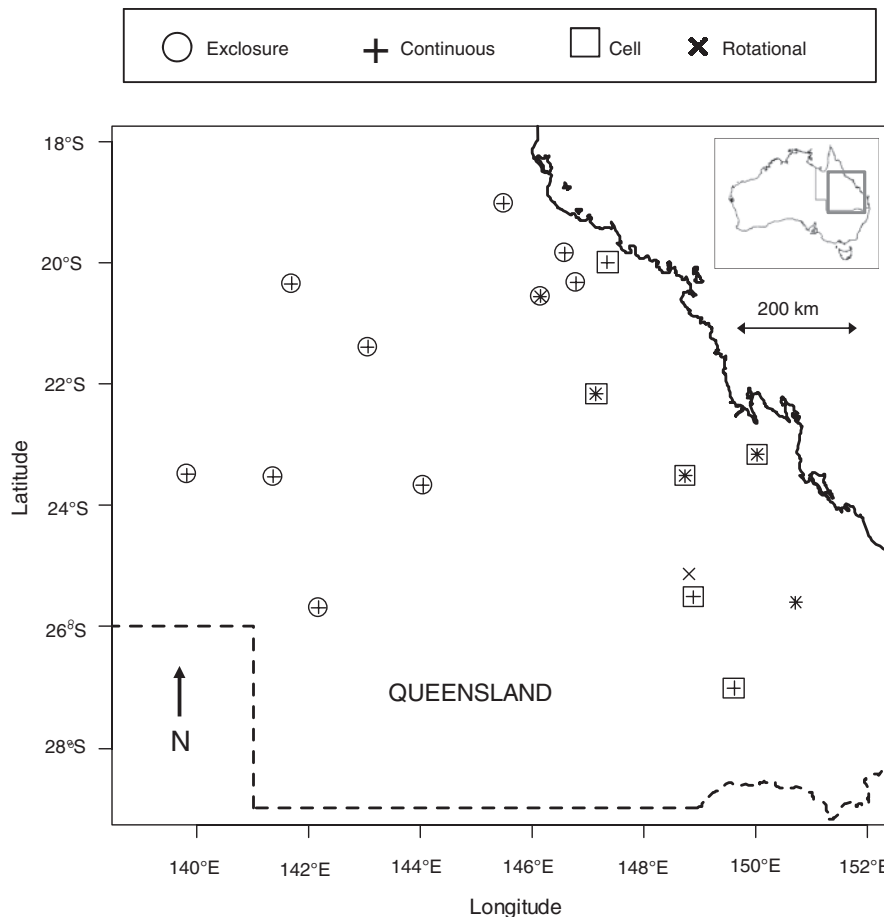 Exclosure Continuous Cell Rotational
18°S
20°S
200 km
22°S
Latitude
24°S
26°S
QUEENSLAND
N
28°S
140°E 142°E 144°E 146°E 148°E 150°E 152°E
Longitude